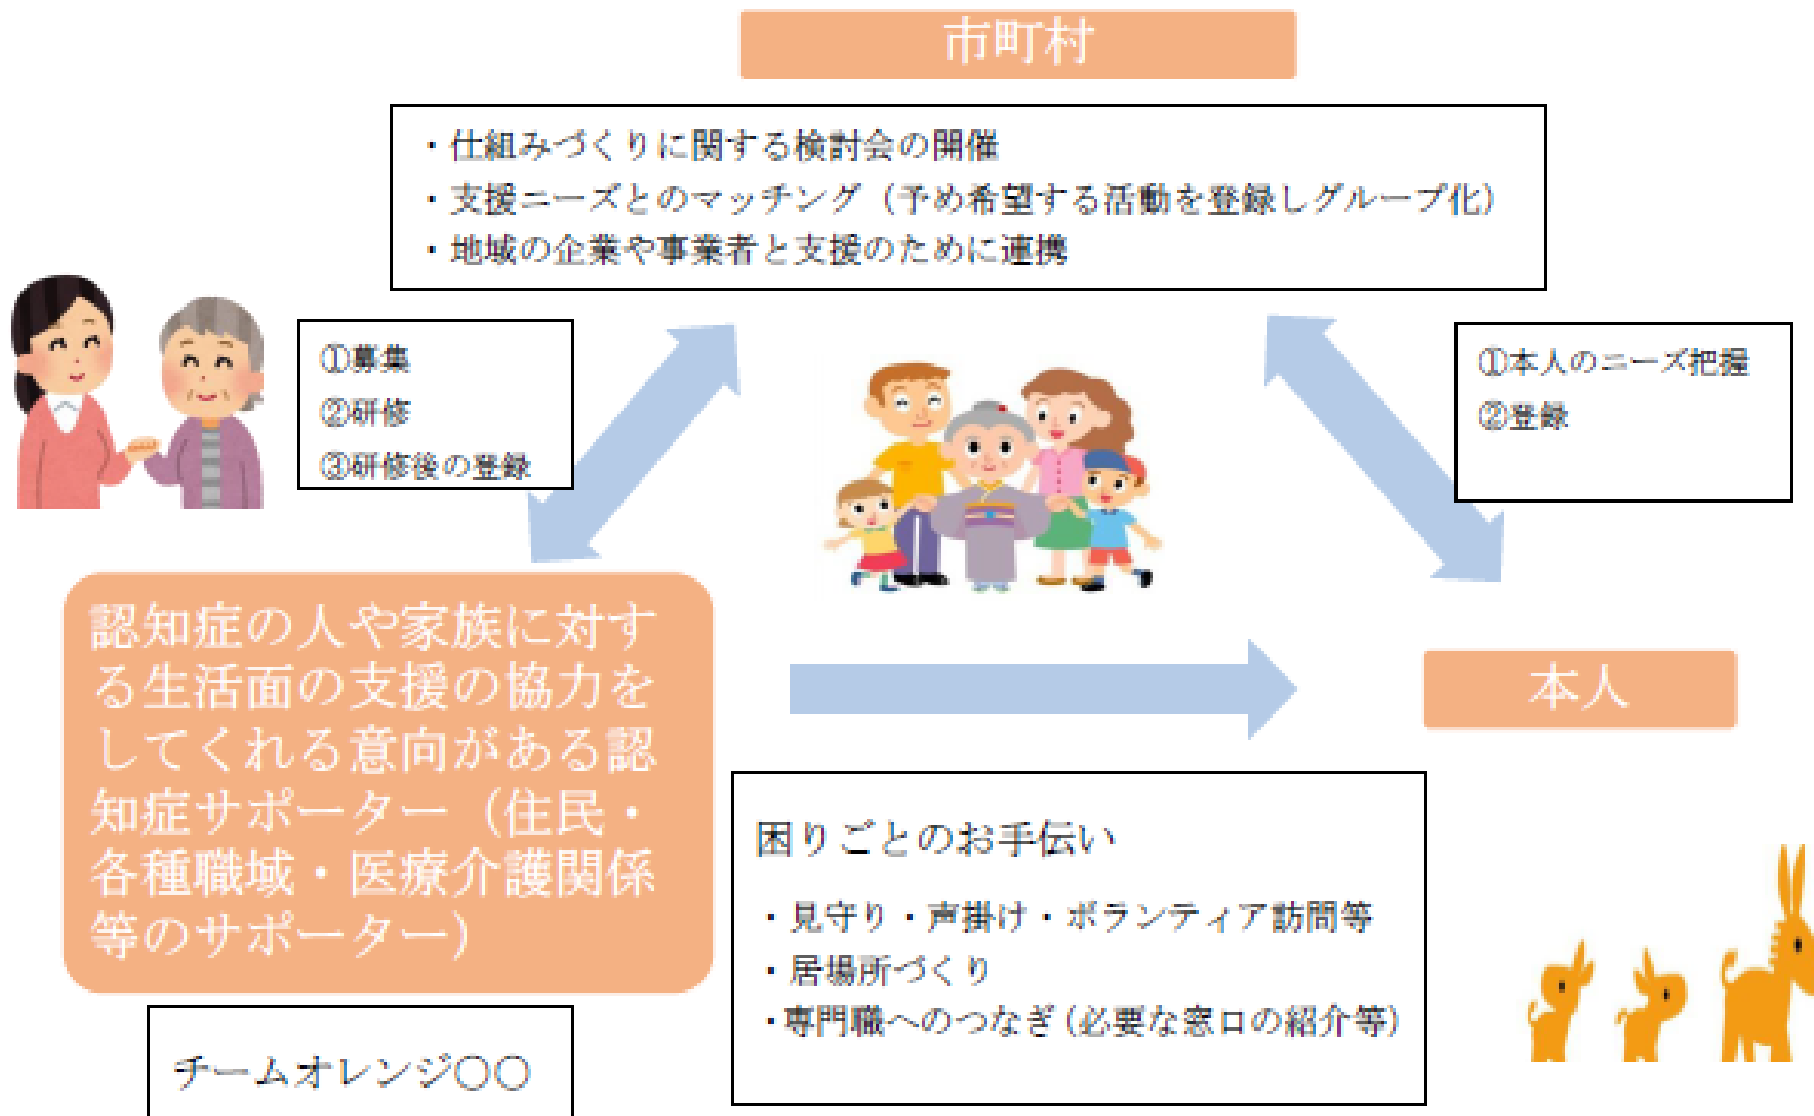 市町村
・仕組みづくりに関する検討会の開催
・支援ニーズとのマッチング（予め希望する活動を登録しグループ化）
・地域の企業や事業者と支援のために連携
①募集
②研修
③研修後の登録
①本人のニーズ把握
②登録
認知症の人や家族に対す
る生活面の支援の協力を
してくれる意向がある認
知症サポーター（住民・
各種職域・医療介護関係
等のサポーター）
本人
困りごとのお手伝い
・見守り・声掛け・ボランティア訪問等
・居場所づくり
・専門職へのつなぎ（必要な窓口の紹介等）
チームオレンジ〇〇